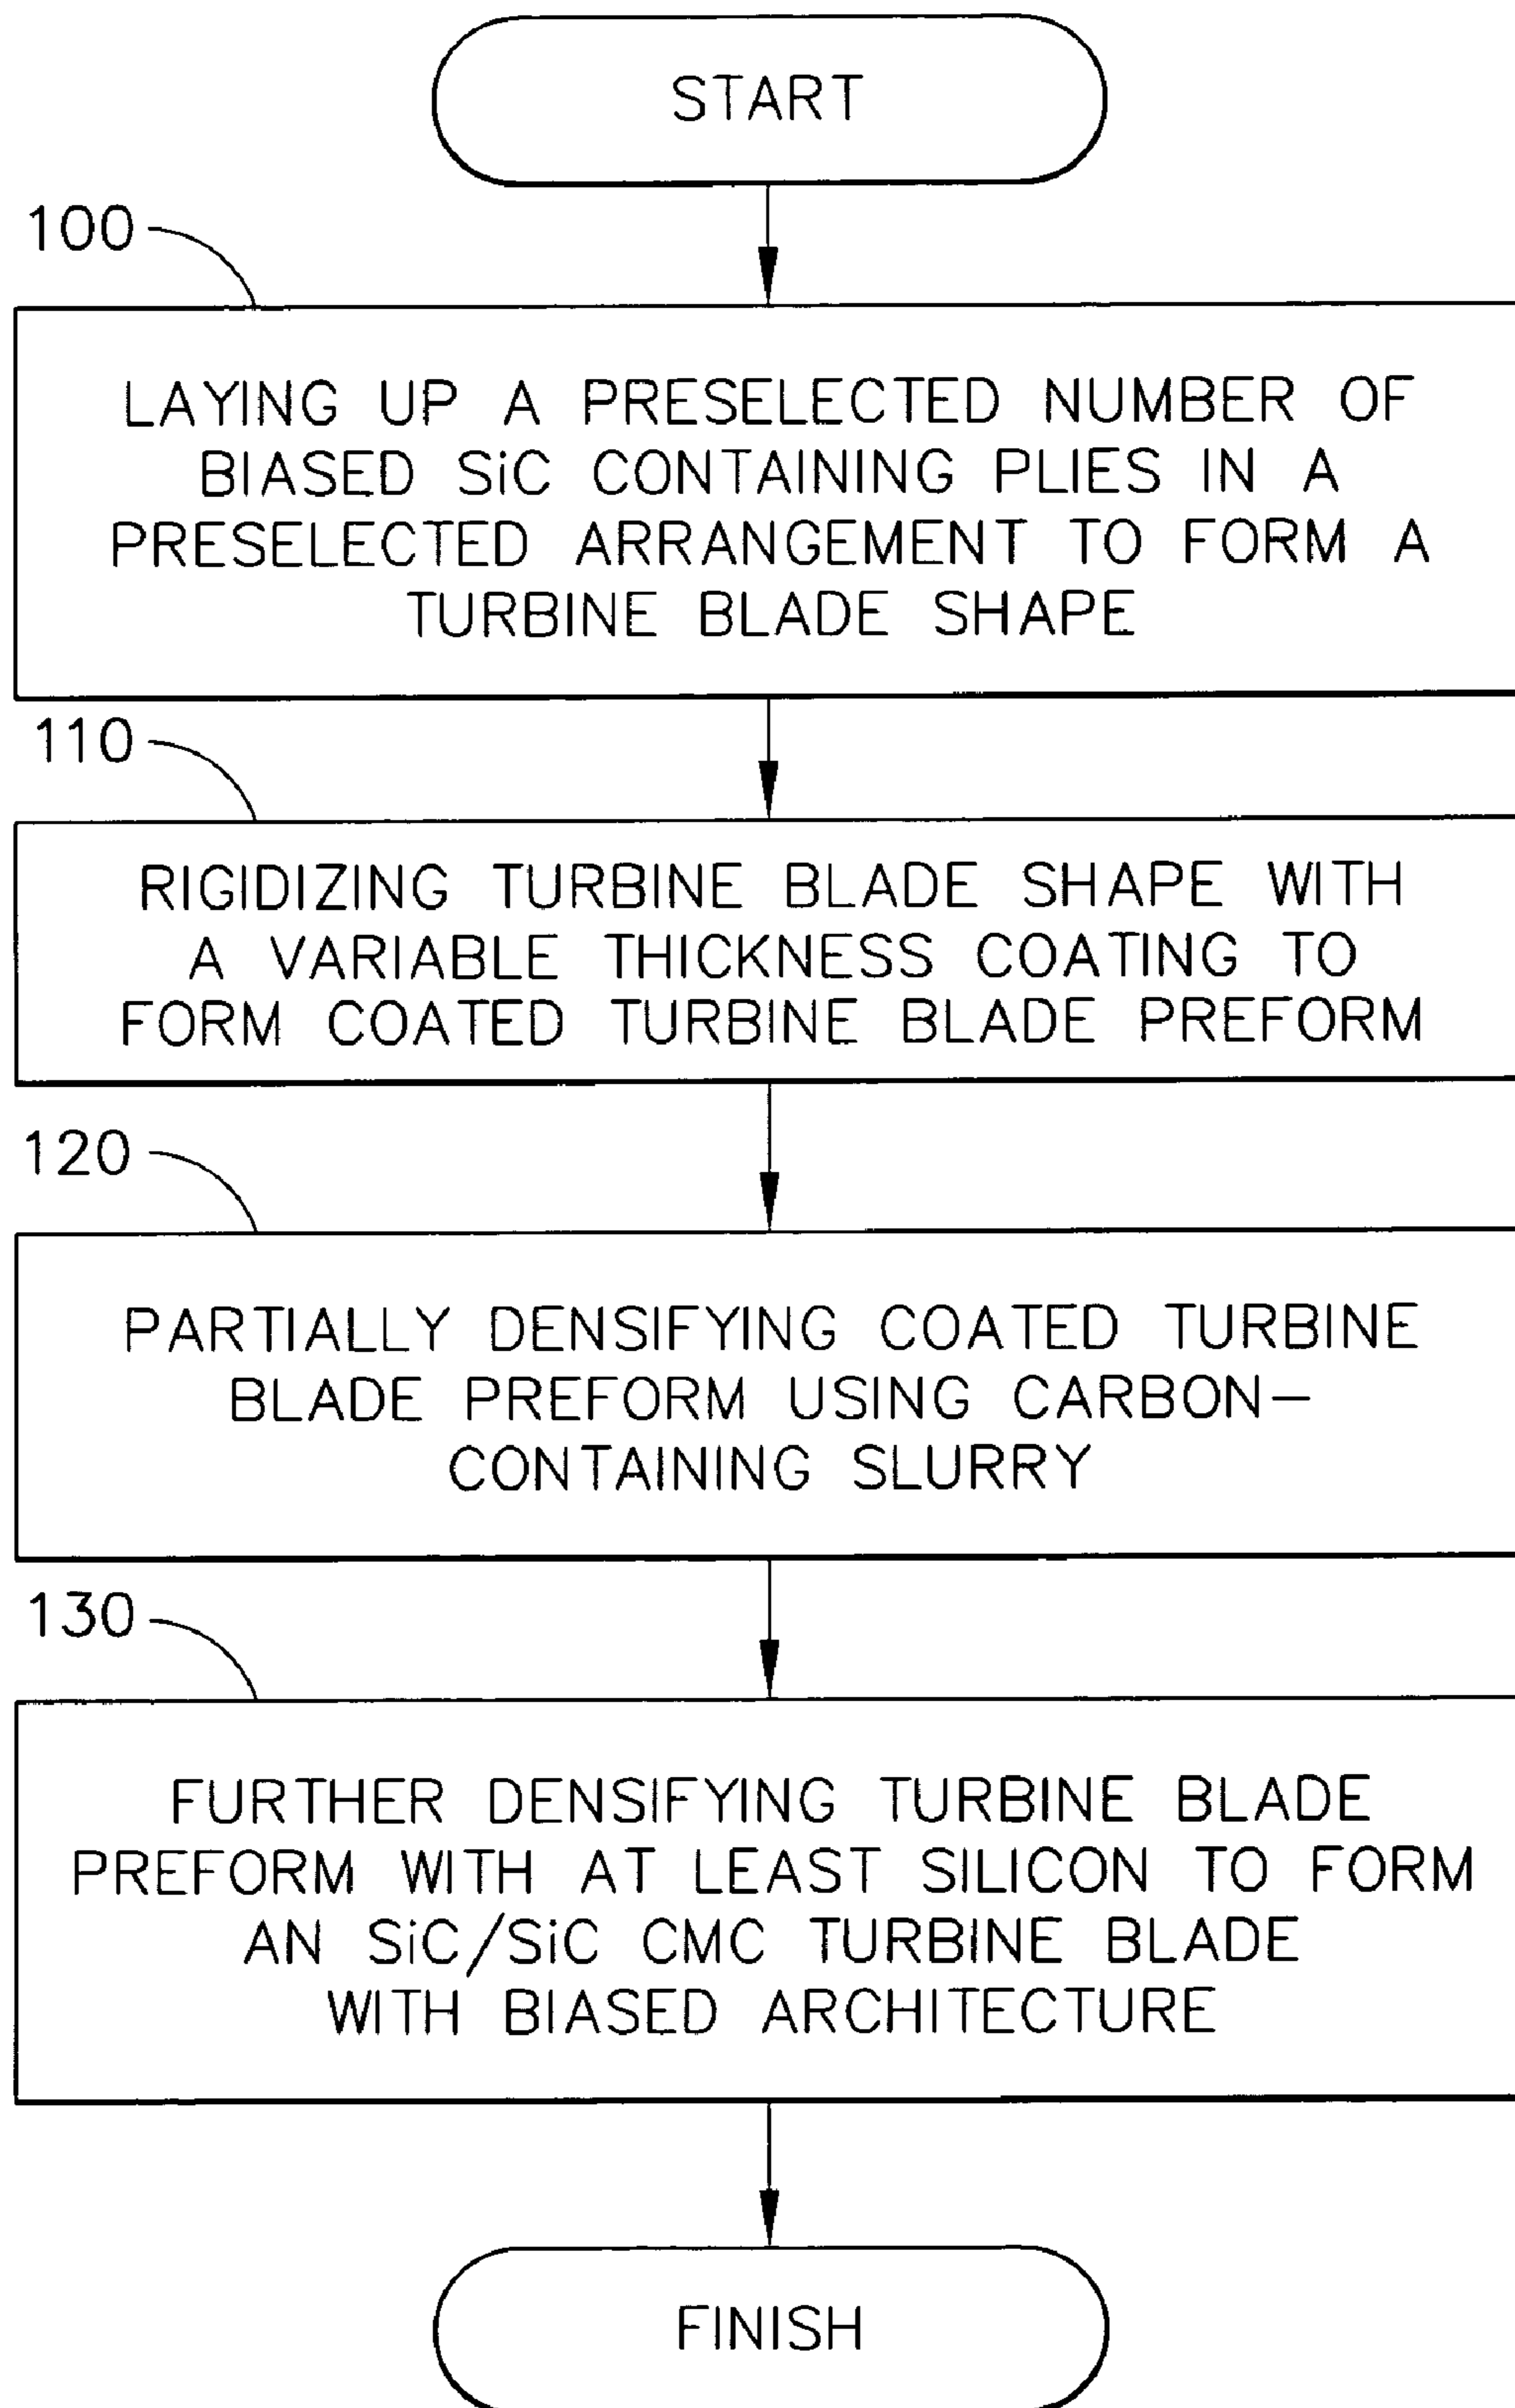 START
100
LAYING UP A PRESELECTED NUMBER OF
BIASED SiC CONTAINING PLIES IN A
PRESELECTED ARRANGEMENT TO FORM A
TURBINE BLADE SHAPE
110
RIGIDIZING TURBINE BLADE SHAPE WITH
A VARIABLE THICKNESS COATING TO
FORM COATED TURBINE BLADE PREFORM
120
PARTIALLY DENSIFYING COATED TURBINE
BLADE PREFORM USING CARBON-
CONTAINING SLURRY
130
FURTHER DENSIFYING TURBINE BLADE
PREFORM WITH AT LEAST SILICON TO FORM
AN SiC/SiC CMC TURBINE BLADE
WITH BIASED ARCHITECTURE
FINISH